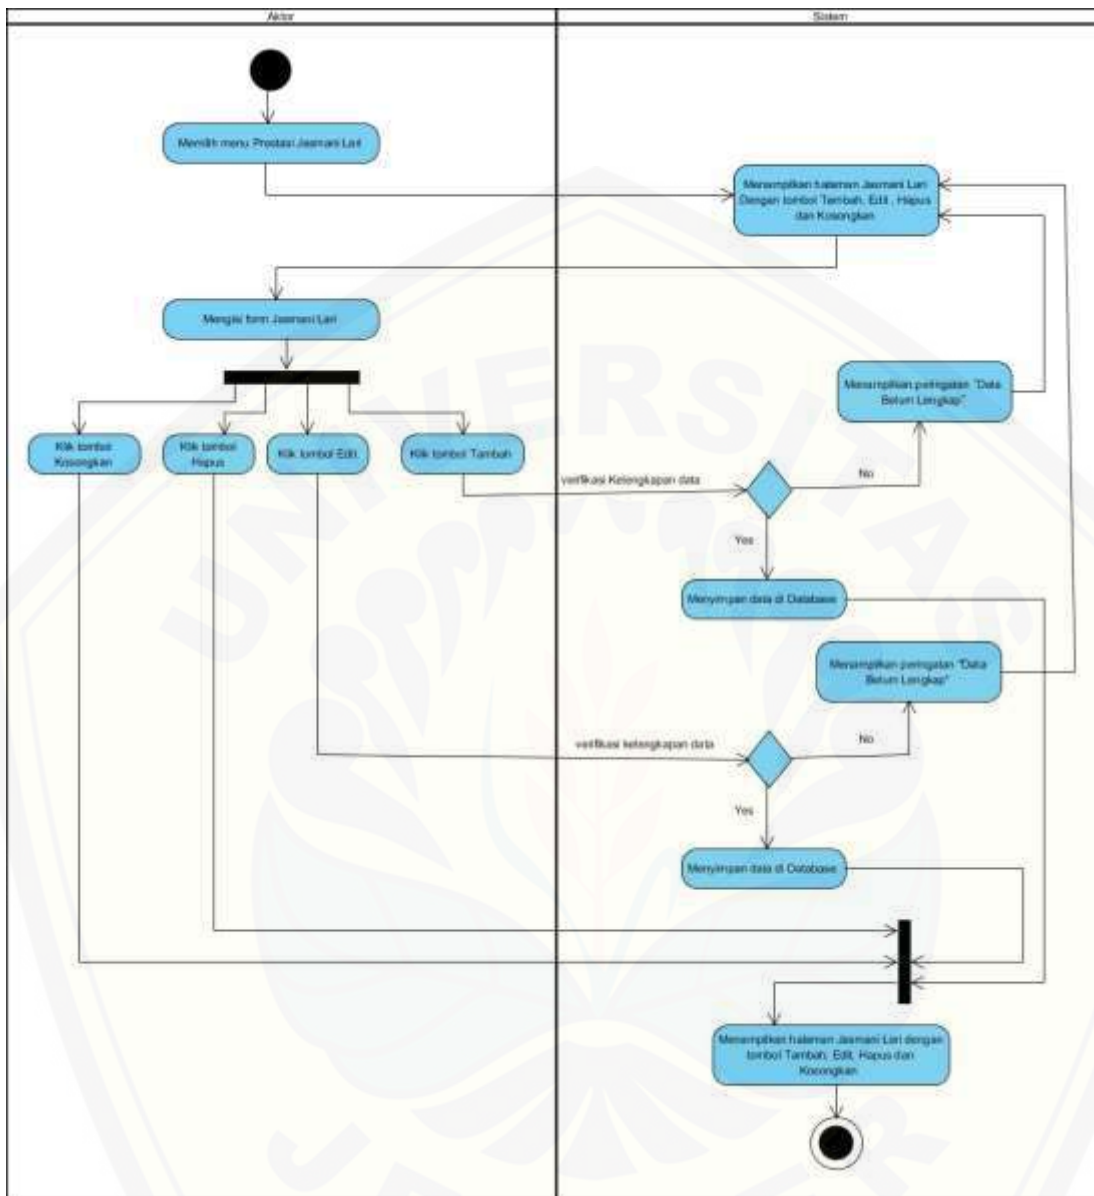 Aktor
Sistem
Memilih menu Prestasi Jasmani Lari
Menampilkan halaman Jasmani Lari
Dengan tombol Tambah, Edit , Hapus
dan Kosongkan
Mengisi form Jasmani Lari
Menampilkan peringatan "Data
Belum Lengkap"
Klik tombol
Kosongkan
Klik tombol
Hapus
Klik tombol Edit
Klik tombol Tambah
verifikasi Kelengkapan data
No
Yes
Menyimpan data di Database
Menampilkan peringatan "Data
Belum Lengkap"
verifikasi kelengkapan data
No
Yes
Menyimpan data di Database
Menampilkan halaman Jasmani Lari dengan
tombol Tambah, Edit, Hapus dan
Kosongkan
UNIVERSITAS